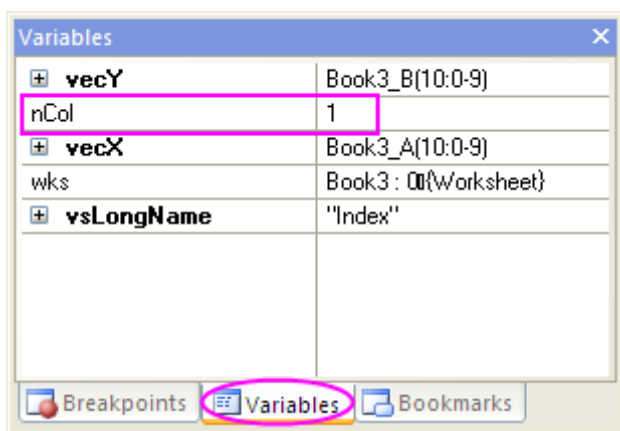 Variables
vecY Book3_B(10:0-9)
nCol 1
vecX Book3_A(10:0-9)
wks Book3 : {Worksheet}
vsLongName "Index"
Breakpoints Variables Bookmarks